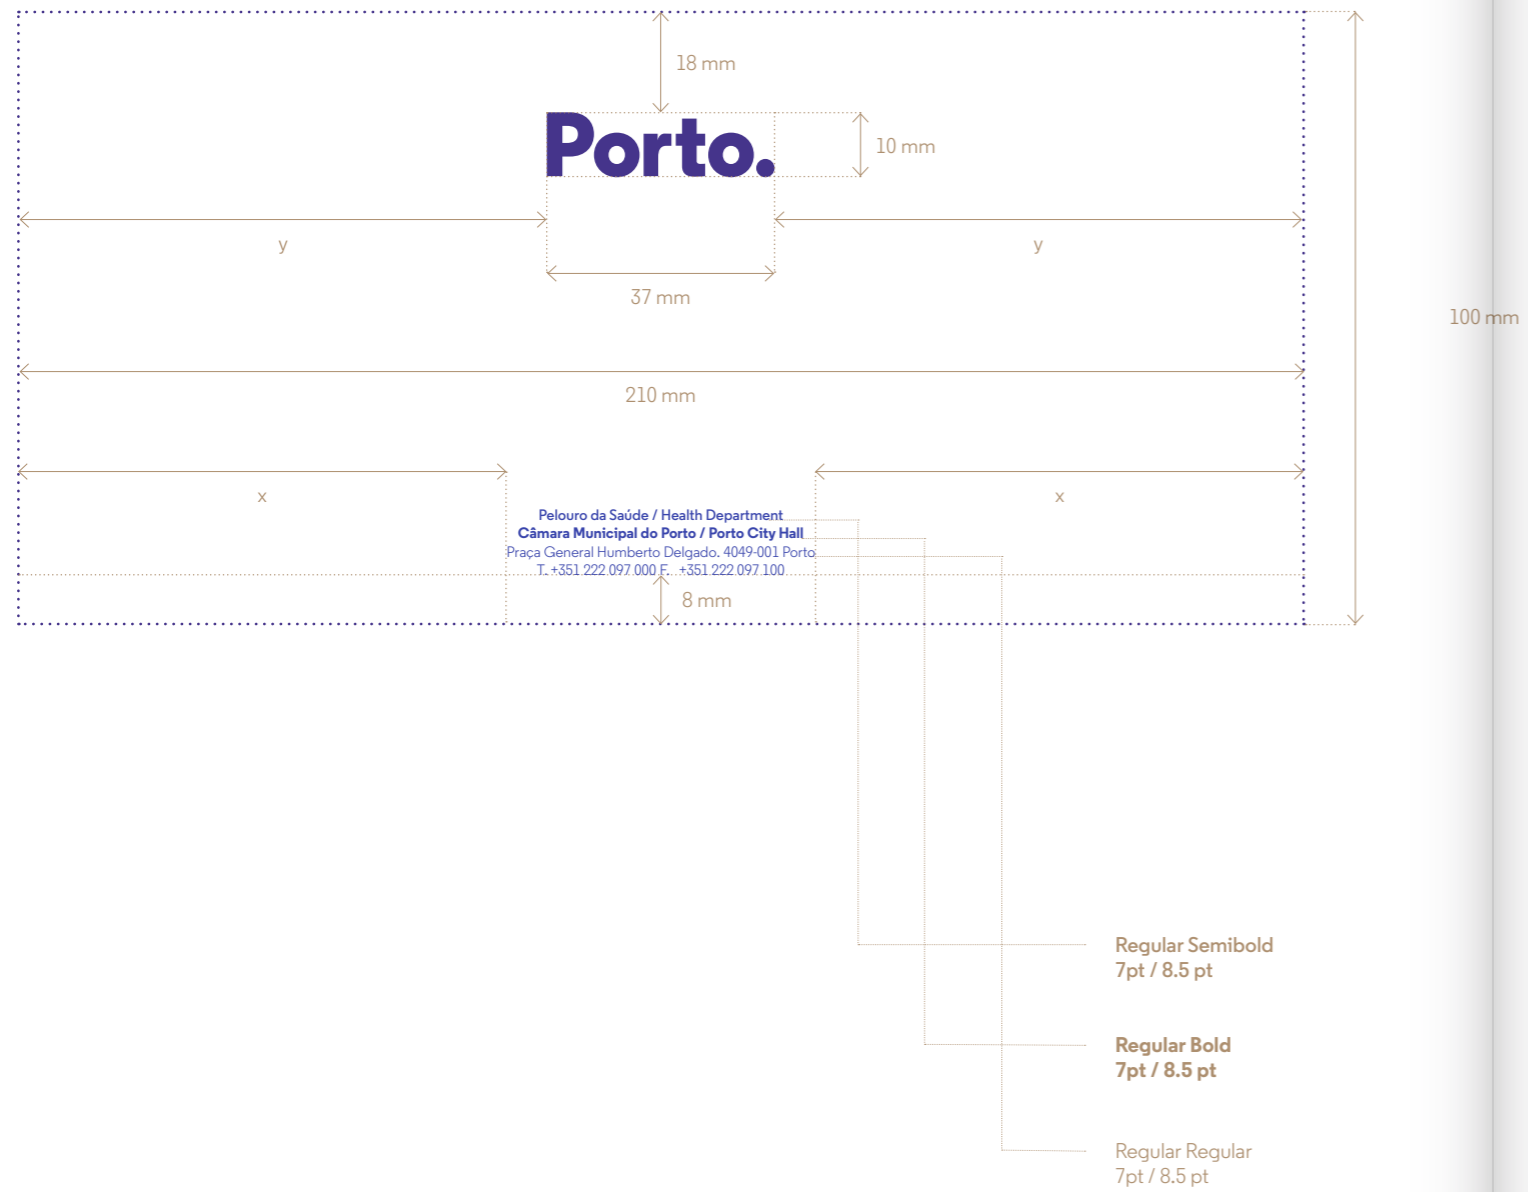 18 mm
Porto.
10 mm
y
y
37 mm
100 mm
210 mm
x
x
Pelouro da Saúde / Health Department
Câmara Municipal do Porto / Porto City Hall
Praça General Humberto Delgado. 4049-001 Porto
T. +351 222 097 000 F. +351 222 097 100
8 mm
Regular Semibold
7pt / 8.5 pt
Regular Bold
7pt / 8.5 pt
Regular Regular
7pt / 8.5 pt